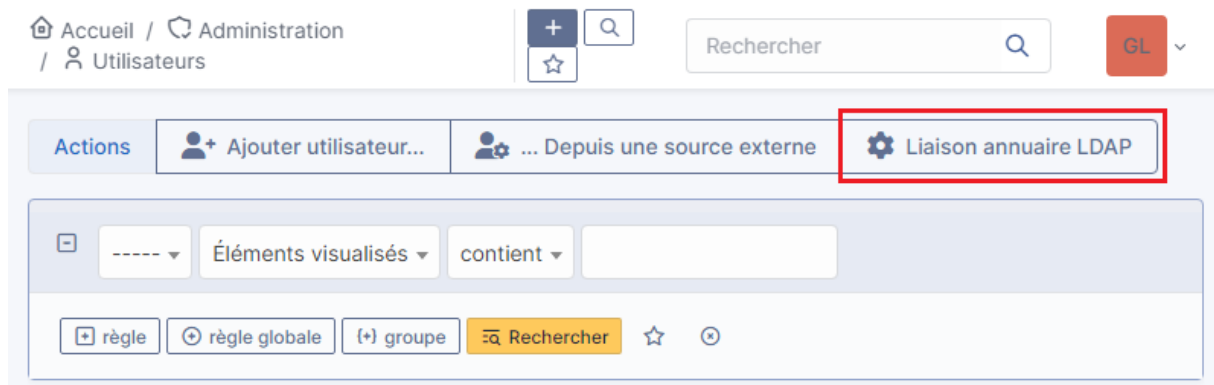 Accueil / Administration
/ Utilisateurs
Rechercher
GL
Actions
Ajouter utilisateur...
... Depuis une source externe
Liaison annuaire LDAP
----- Éléments visualisés contient
règle
règle globale
{+} groupe
Rechercher